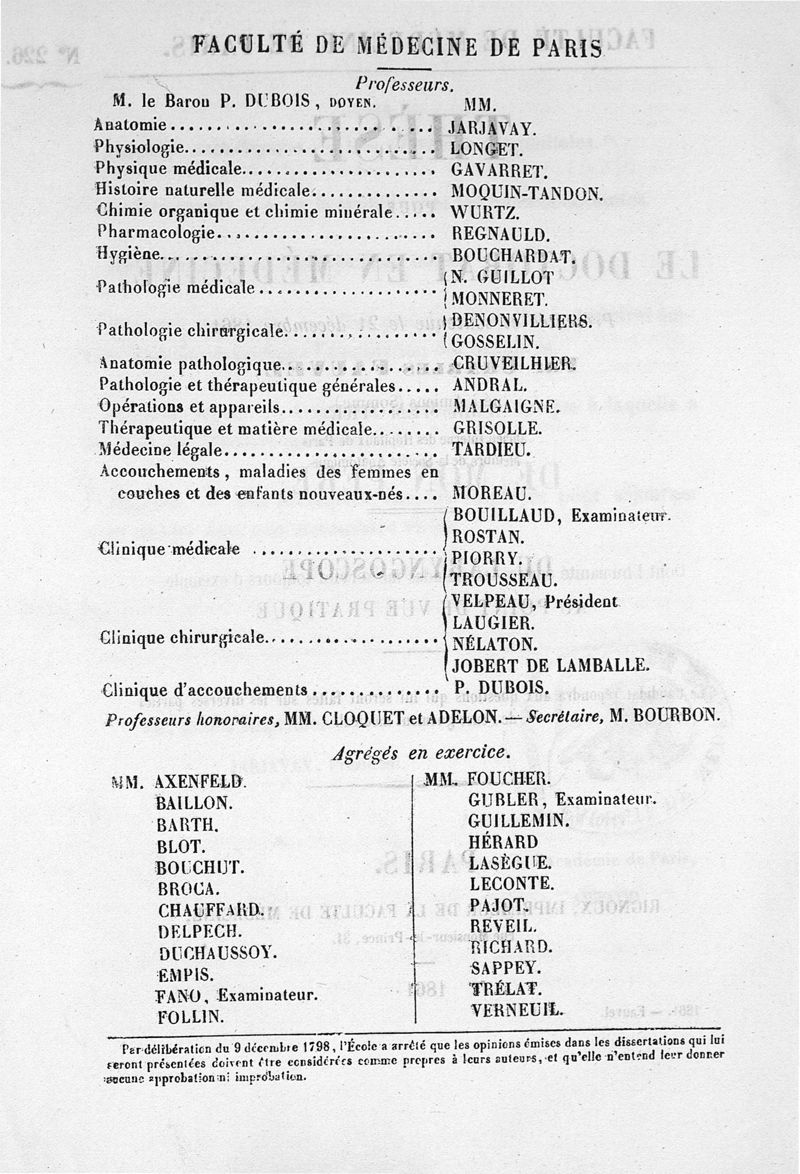 FACULTÉ DE MÉDECINE DE PARIS
Professeurs.
M. le Baron P. DUBOIS, DOYEN. MM.
Anatomie.................... JARJAVAY.
Physiologie.................... LONGET.
Physique médicale.................... GAVARRET.
Histoire naturelle médicale............. MOQUIN-TANDON.
Chimie organique et chimie minérale..... WURTZ.
Pharmacologie.................... REGNAULD.
Hygiène.................... BOUCHARDAT.
Pathologie médicale.................... N. GUILLOT
MONNERET.
Pathologie chirurgicale.................... DENONVILLIERS.
GOSSELIN.
Anatomie pathologique.................... CRUVEILHIER.
Pathologie et thérapeutique générales..... ANDRAL.
Opérations et appareils.................. MALGAIGNE.
Thérapeutique et matière médicale........ GRISOLLE.
Médecine légale.................... TARDIEU.
Accouchements, maladies des femmes en
couches et des enfants nouveaux-nés.... MOREAU.
Clinique médicale .................... BOUILLAUD, Examinateur.
ROSTAN.
PIORRY.
TROUSSEAU.
Clinique chirurgicale.................... VELPEAU, Président
LAUGIER.
NÉLATON.
JOBERT DE LAMBALLE.
Clinique d'accouchements.............. P. DUBOIS.
Professeurs honoraires, MM. CLOQUET et ADELON. — Secrétaire, M. BOURBON.
Agrégés en exercice.
MM. AXENFELD.
BAILLON.
BARTH.
BLOT.
BOUCHUT.
BROCA.
CHAUFFARD.
DELPECH.
DUCHAUSSOY.
EMPIS.
FANO, Examinateur.
FOLLIN.
MM. FOUCHER.
GUBLER, Examinateur.
GUILLEMIN.
HÉRARD
LASÈGUE.
LECONTE.
PAJOT.
REVEIL.
RICHARD.
SAPPEY.
TRÉLAT.
VERNEUIL.
Par délibération du 9 décembre 1798, l'École a arrêté que les opinions émises dans les dissertations qui lui
seront présentées doivent être considérées comme propres à leurs auteurs, et qu'elle n'entend leur donner
aucune approbation ni improbation.